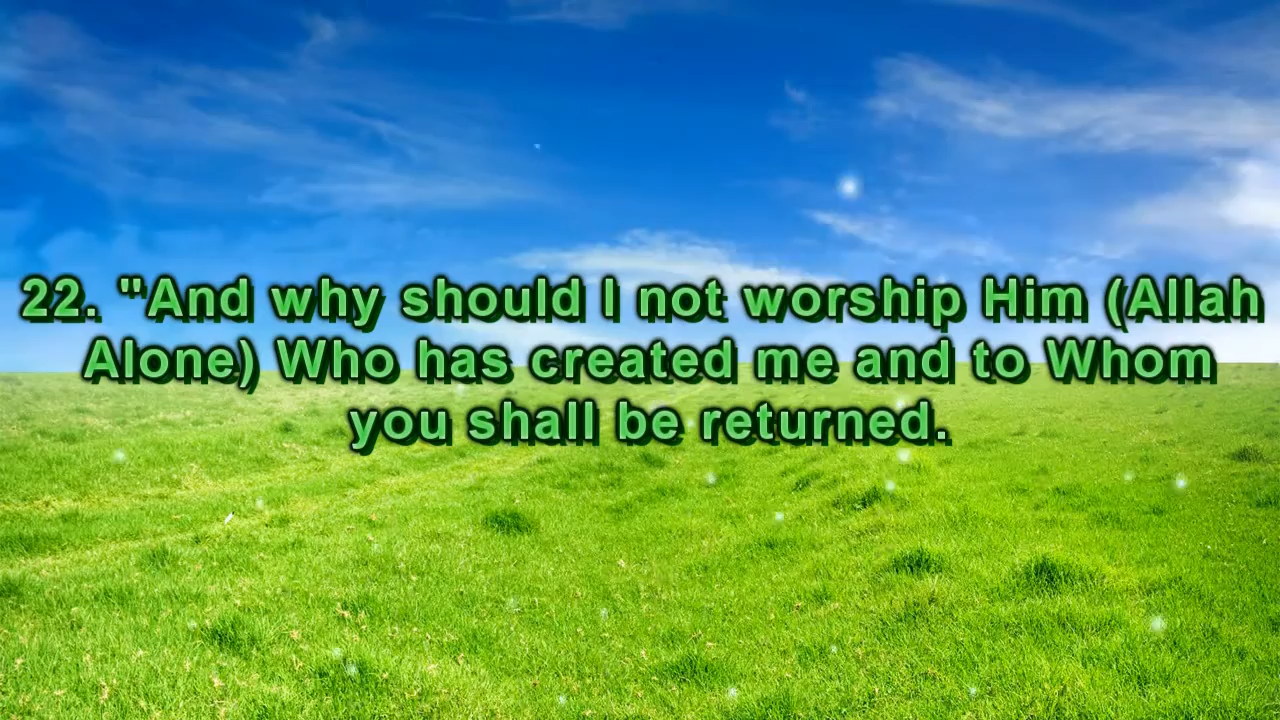 22. "And why should I not worship Him (Allah
Alone) Who has created me and to Whom
you shall be returned.